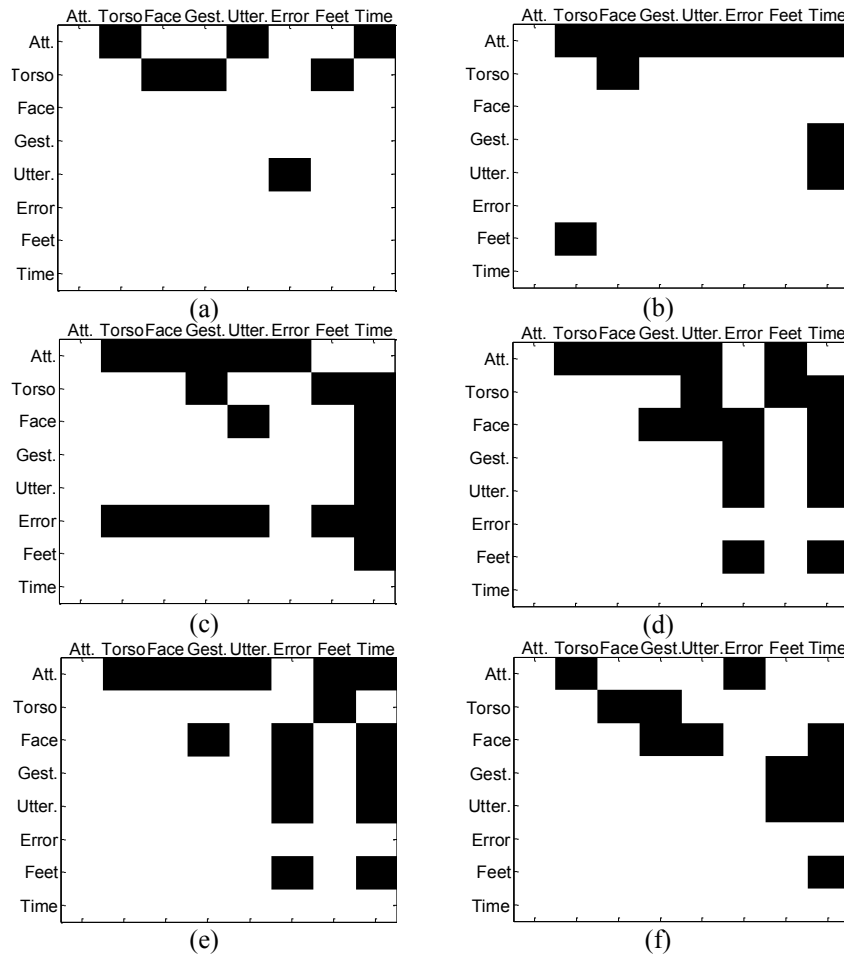 Att. Torso Face Gest. Utter. Error Feet Time
Att.
Torso
Face
Gest.
Utter.
Error
Feet
Time
(a)
Att. Torso Face Gest. Utter. Error Feet Time
Att.
Torso
Face
Gest.
Utter.
Error
Feet
Time
(b)
Att. Torso Face Gest. Utter. Error Feet Time
Att.
Torso
Face
Gest.
Utter.
Error
Feet
Time
(c)
Att. Torso Face Gest. Utter. Error Feet Time
Att.
Torso
Face
Gest.
Utter.
Error
Feet
Time
(d)
Att. Torso Face Gest. Utter. Error Feet Time
Att.
Torso
Face
Gest.
Utter.
Error
Feet
Time
(e)
Att. Torso Face Gest. Utter. Error Feet Time
Att.
Torso
Face
Gest.
Utter.
Error
Feet
Time
(f)